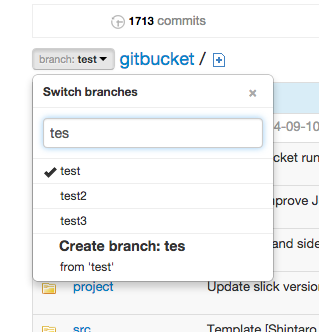 1713 commits
branch: test
gitbucket /
Switch branches ×
tes
test
test2
test3
Create branch: tes
from 'test'
4-09-10
cket run
mprove J
and side
project Update slick version
src Template [Shintaro